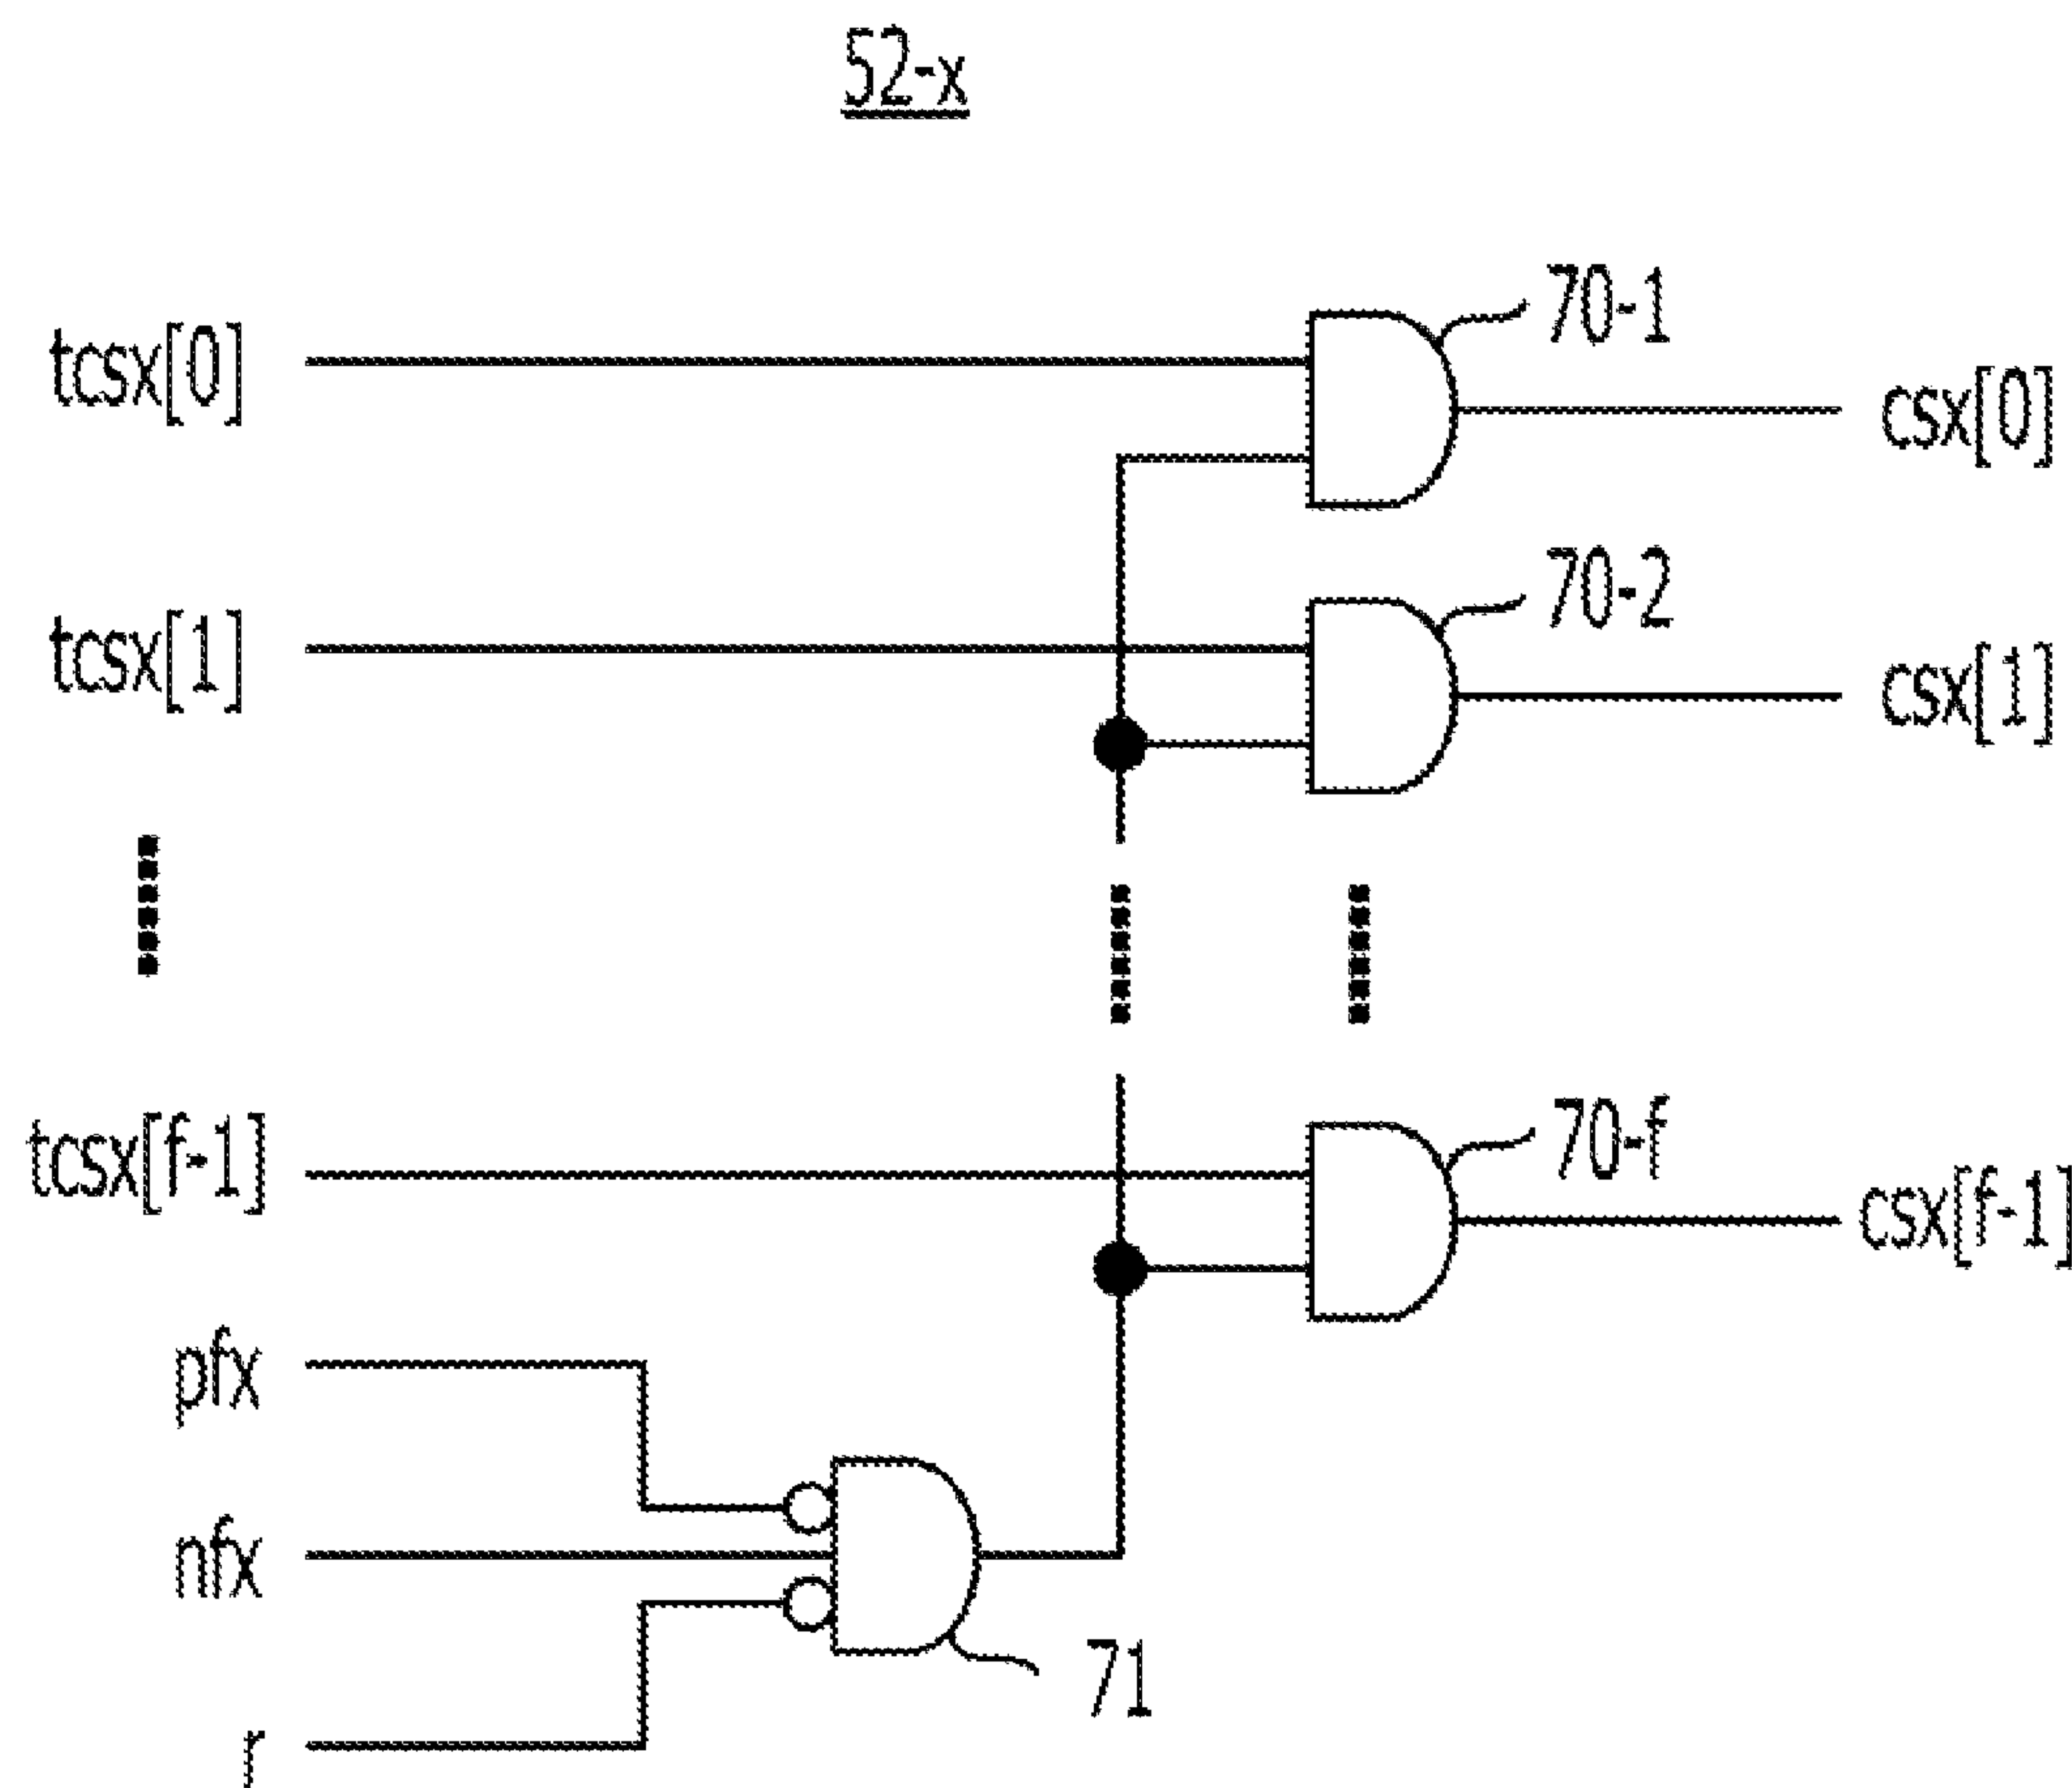 52-x
70-1
tcsx[0]
csx[0]
70-2
tcsx[1]
csx[1]
70-f
tcsx[f-1]
csx[f-1]
pfx
nfx
71
r